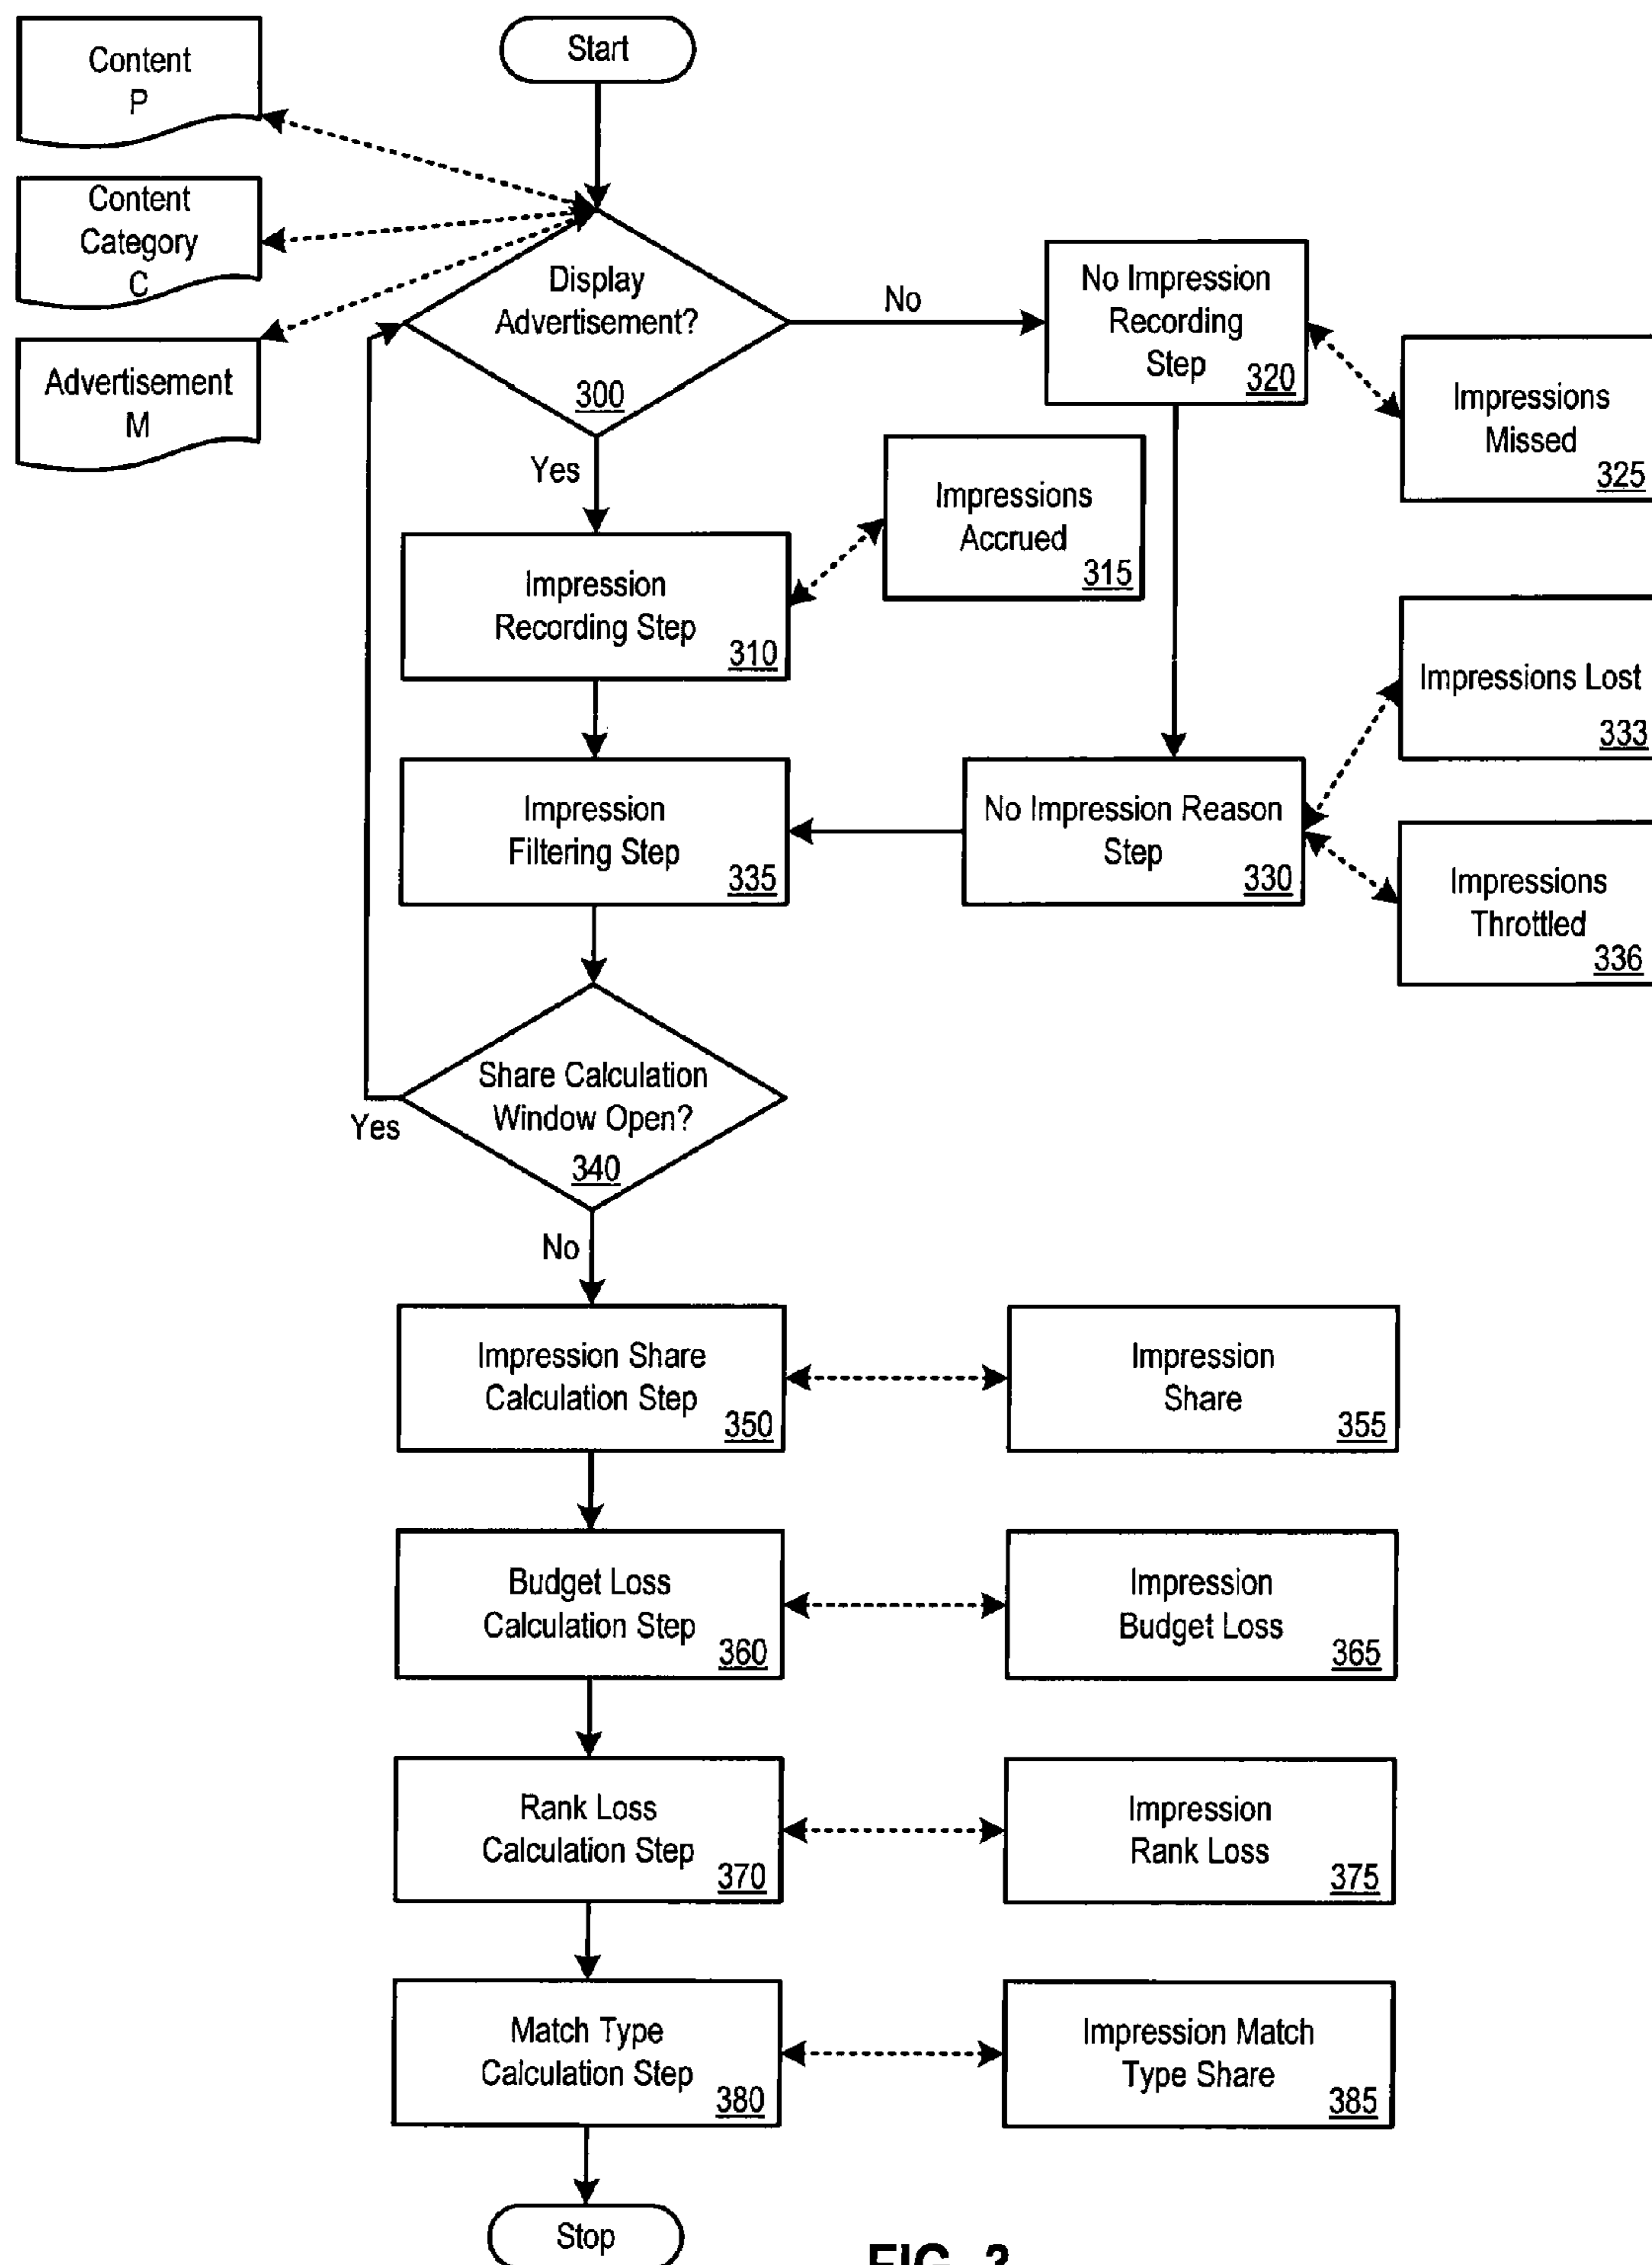 Start
Content
P
Content
Category
C
Advertisement
M
Display
Advertisement?
300
No
Yes
No Impression
Recording
Step
320
Impressions
Missed
325
Impressions
Accrued
315
Impression
Recording Step
310
Impressions Lost
333
Impression
Filtering Step
335
No Impression Reason
Step
330
Impressions
Throttled
336
Share Calculation
Window Open?
340
Yes
No
Impression Share
Calculation Step
350
Impression
Share
355
Budget Loss
Calculation Step
360
Impression
Budget Loss
365
Rank Loss
Calculation Step
370
Impression
Rank Loss
375
Match Type
Calculation Step
380
Impression Match
Type Share
385
Stop
FIG. 3